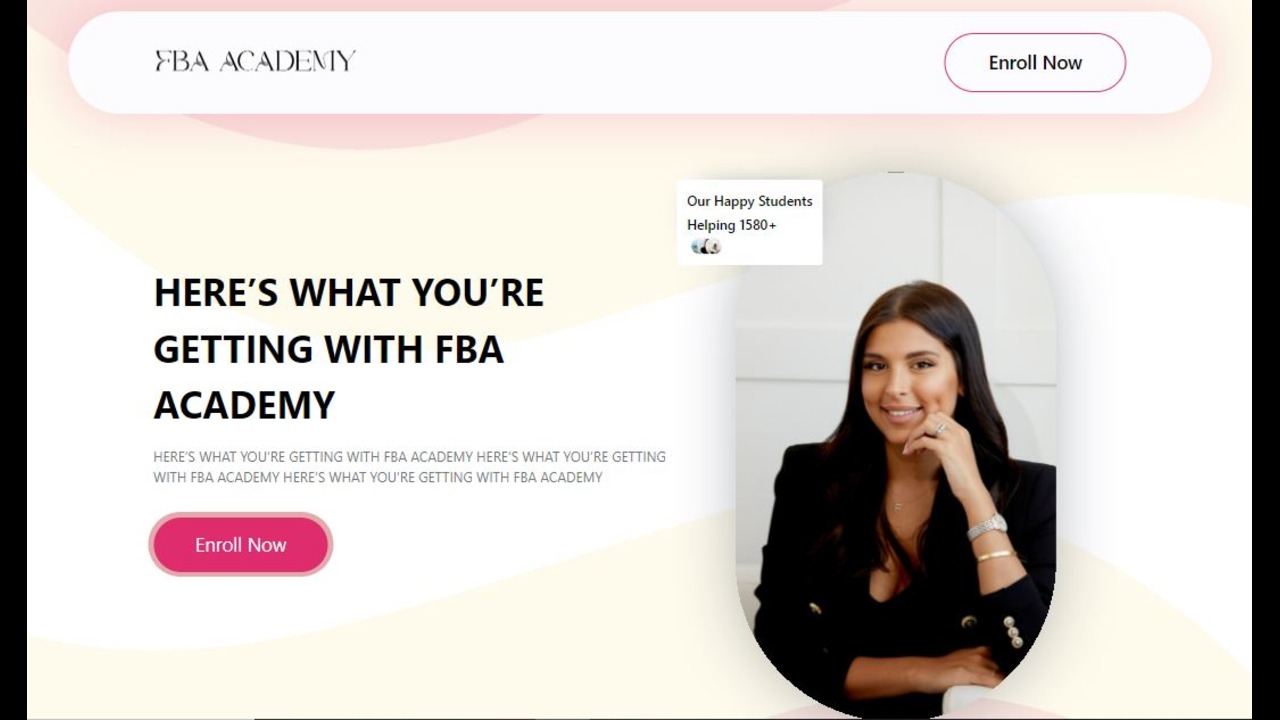 FBA ACADEMY
Enroll Now
Our Happy Students
Helping 1580+
HERE’S WHAT YOU’RE
GETTING WITH FBA
ACADEMY
HERE'S WHAT YOU'RE GETTING WITH FBA ACADEMY HERE'S WHAT YOU'RE GETTING
WITH FBA ACADEMY HERE'S WHAT YOU'RE GETTING WITH FBA ACADEMY
Enroll Now